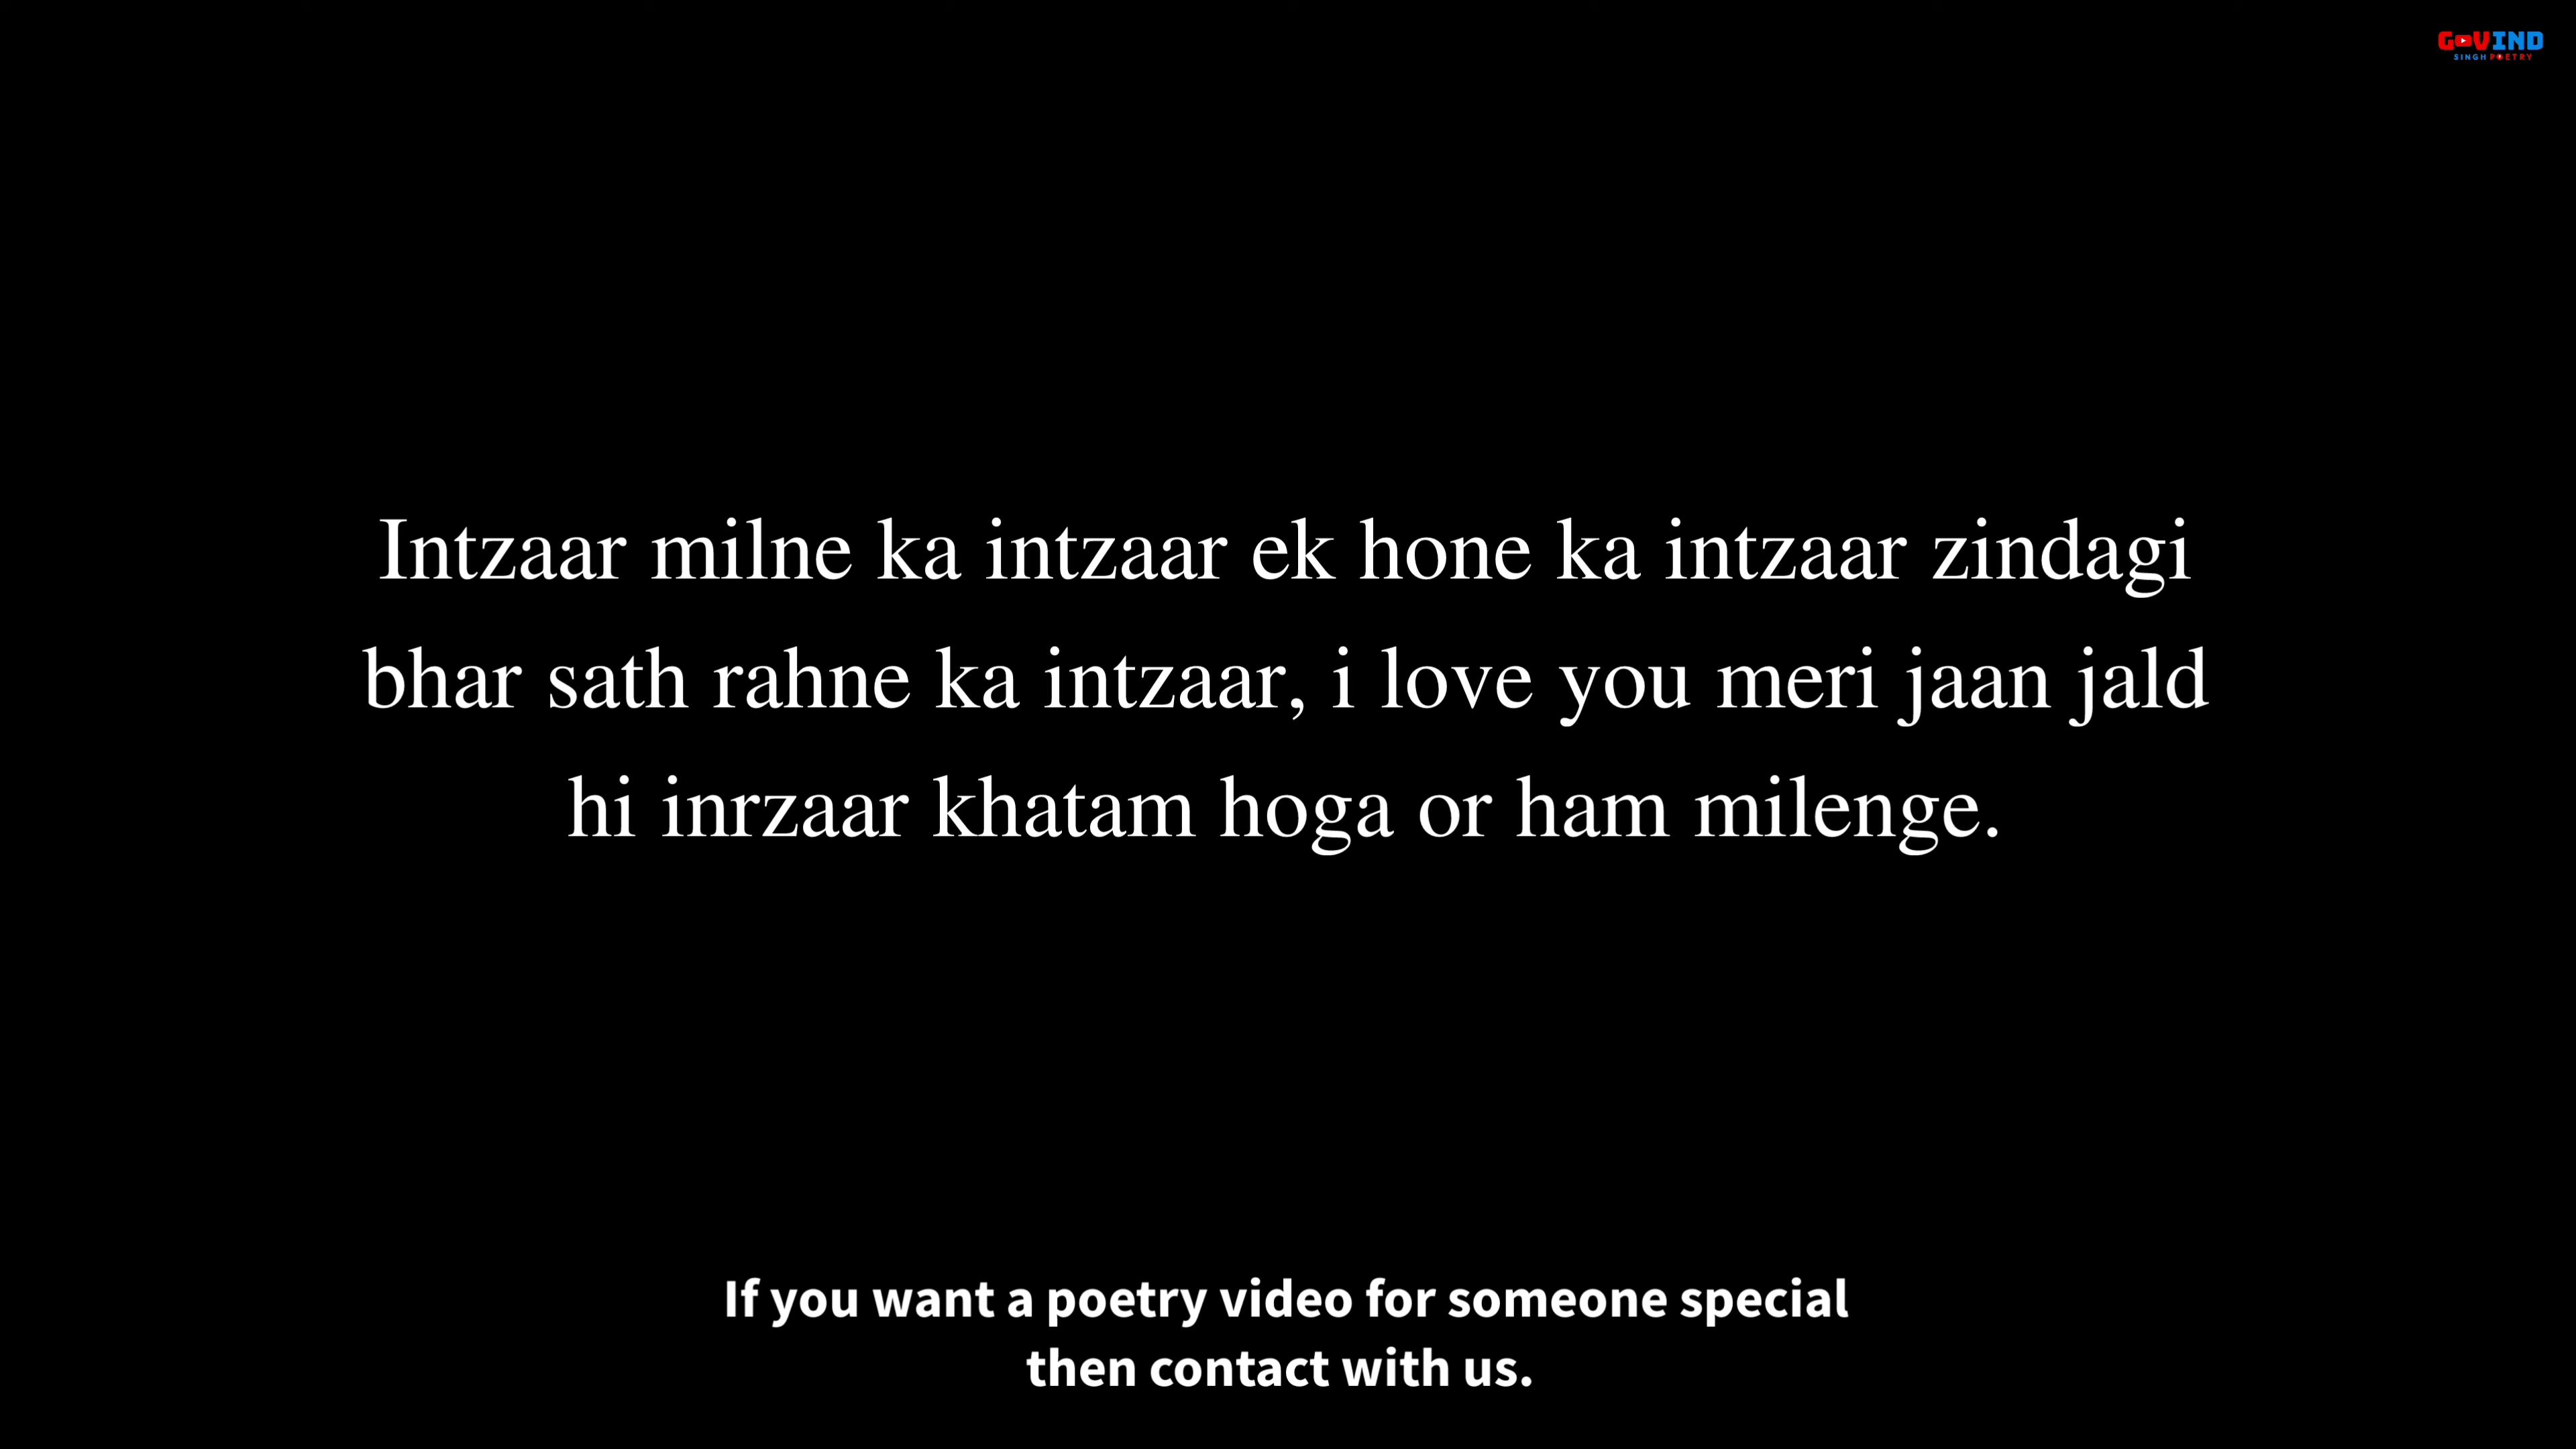 GOVIND
SINGH POETRY
Intzaar milne ka intzaar ek hone ka intzaar zindagi
bhar sath rahne ka intzaar, i love you meri jaan jald
hi inrzaar khatam hoga or ham milenge.
If you want a poetry video for someone special
then contact with us.